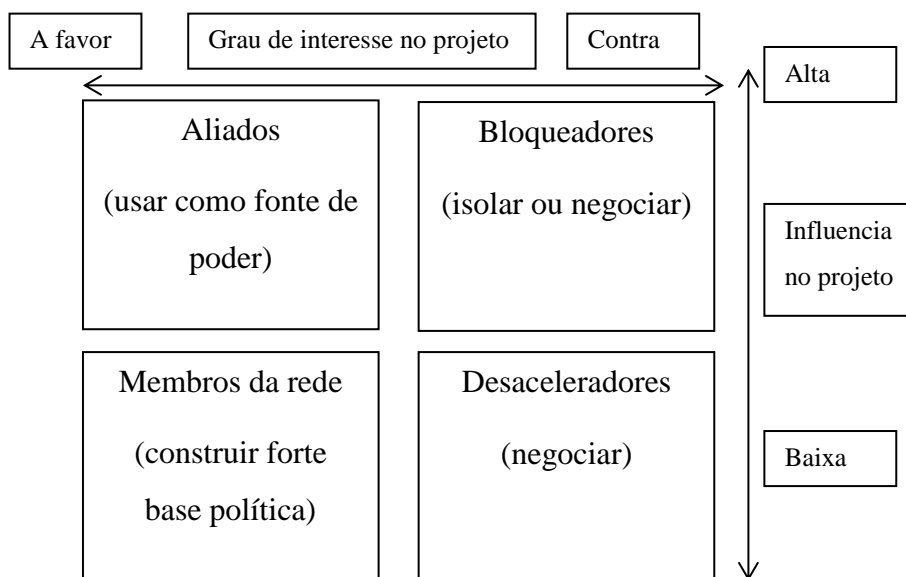 A favor
Grau de interesse no projeto
Contra
Alta
Aliados
(usar como fonte de
poder)
Bloqueadores
(isolar ou negociar)
Influencia
no projeto
Membros da rede
(construir forte
base política)
Desaceleradores
(negociar)
Baixa